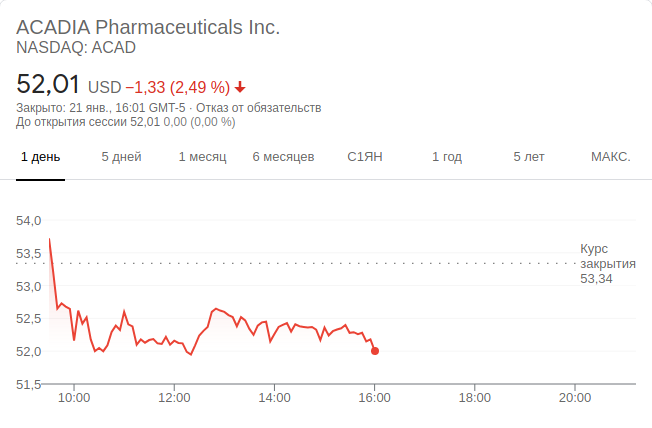 ACADIA Pharmaceuticals Inc.
NASDAQ: ACAD
52,01 USD −1,33 (2,49 %)
Закрыто: 21 янв., 16:01 GMT-5 · Отказ от обязательств
До открытия сессии 52,01 0,00 (0,00 %)
1 день 5 дней 1 месяц 6 месяцев С1ЯН 1 год 5 лет МАКС.
54,0
53,5
53,0
52,5
52,0
51,5
Курс
закрытия
53,34
10:00 12:00 14:00 16:00 18:00 20:00